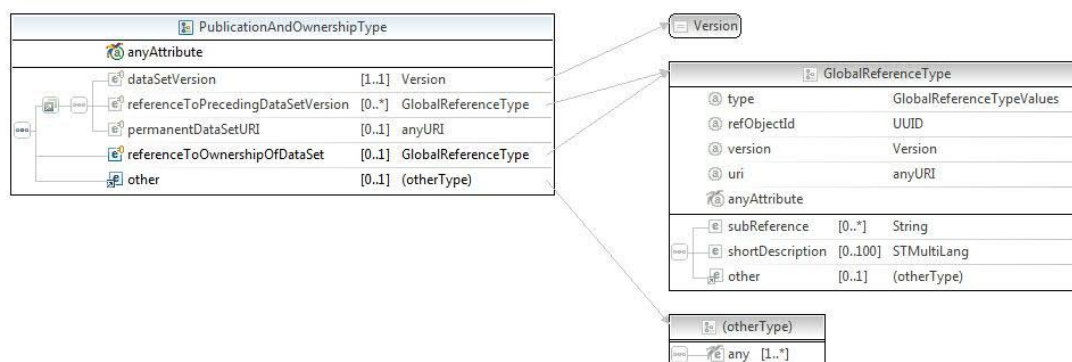 PublicationAndOwnershipType
anyAttribute
dataSetVersion [1..1] Version
referenceToPrecedingDataSetVersion [0..*] GlobalReferenceType
permanentDataSetURI [0..1] anyURI
referenceToOwnershipOfDataSet [0..1] GlobalReferenceType
other [0..1] (otherType)
Version
GlobalReferenceType
type GlobalReferenceTypeValues
refObjectId UUID
version Version
uri anyURI
anyAttribute
subReference [0..*] String
shortDescription [0..100] STMultiLang
other [0..1] (otherType)
(otherType)
any [1..*]